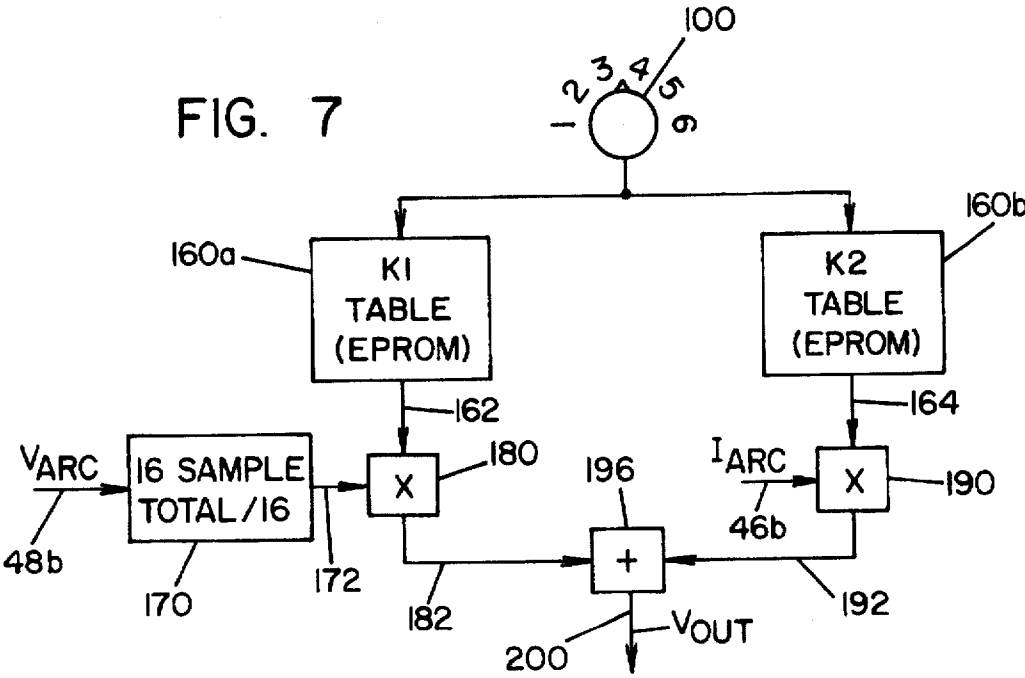 100
FIG. 7
1 2 3 4 5 6
160a
K1
TABLE
(EPROM)
160b
K2
TABLE
(EPROM)
162
164
VARC
16 SAMPLE
TOTAL/16
X
180
IARC
X
190
48b
170
172
182
196
+
46b
192
200
VOUT